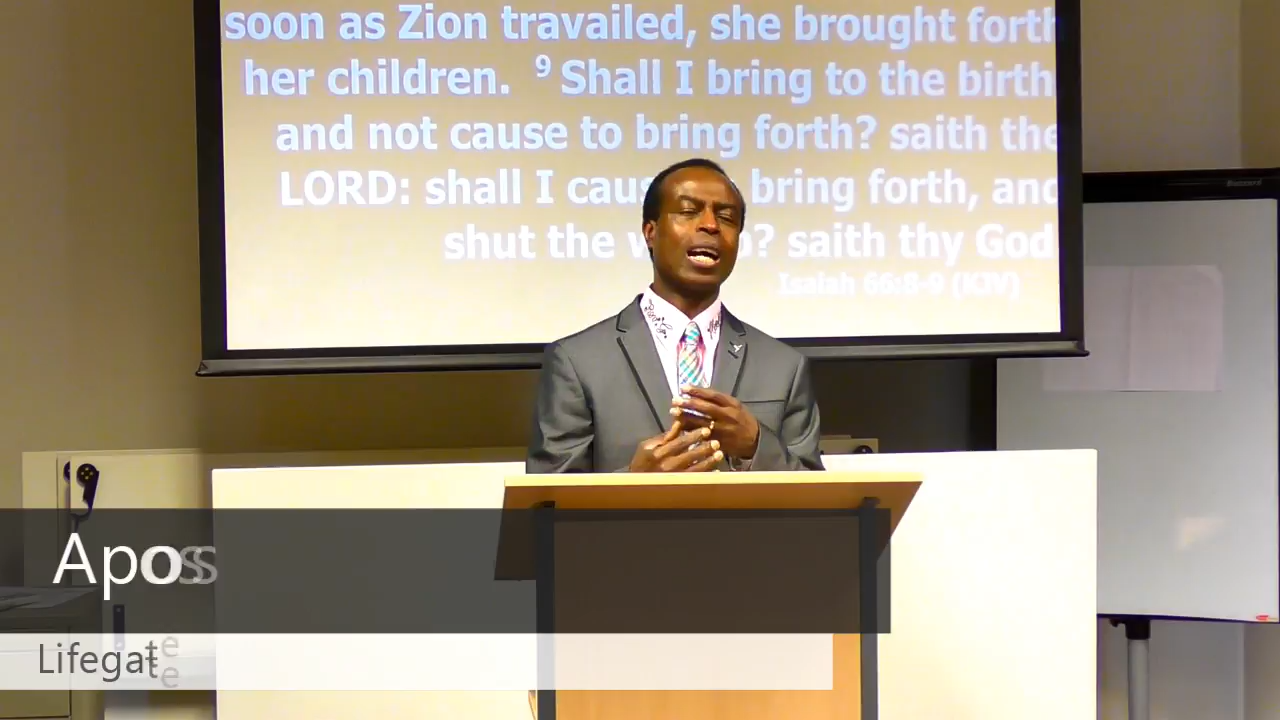 soon as Zion travailed, she brought forth
her children. 9 Shall I bring to the birth
and not cause to bring forth? saith the
LORD: shall I caus bring forth, and
shut the w b? saith thy God
Isaiah 66:8-9 (KJV)
Aposs
Lifegate